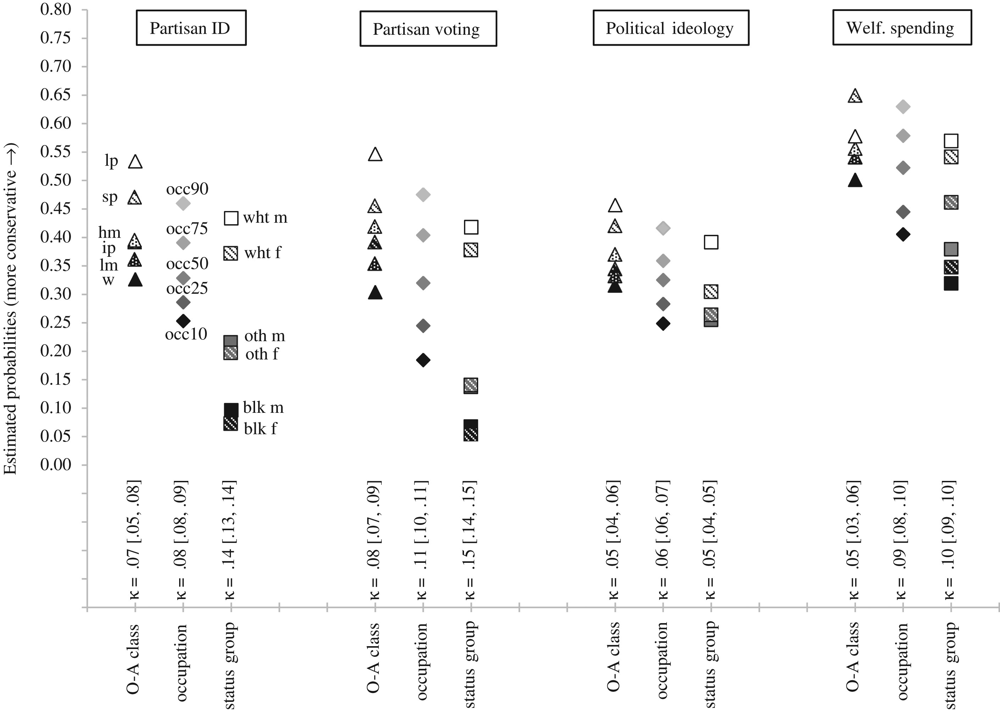 Partisan ID
Partisan voting
Political ideology
Welf. spending
Estimated probabilities (more conservative →)
0.80
0.75
0.70
0.65
0.60
0.55
0.50
0.45
0.40
0.35
0.30
0.25
0.20
0.15
0.10
0.05
0.00
lp
sp
hm
ip
lm
w
occ90
occ75
occ50
occ25
occ10
wht m
wht f
oth m
oth f
blk m
blk f
κ = .07 [.05, .08]
κ = .08 [.08, .09]
κ = .14 [.13, .14]
κ = .08 [.07, .09]
κ = .11 [.10, .11]
κ = .15 [.14, .15]
κ = .05 [.04, .06]
κ = .06 [.06, .07]
κ = .05 [.04, .05]
κ = .05 [.03, .06]
κ = .09 [.08, .10]
κ = .10 [.09, .10]
O-A class
occupation
status group
O-A class
occupation
status group
O-A class
occupation
status group
O-A class
occupation
status group